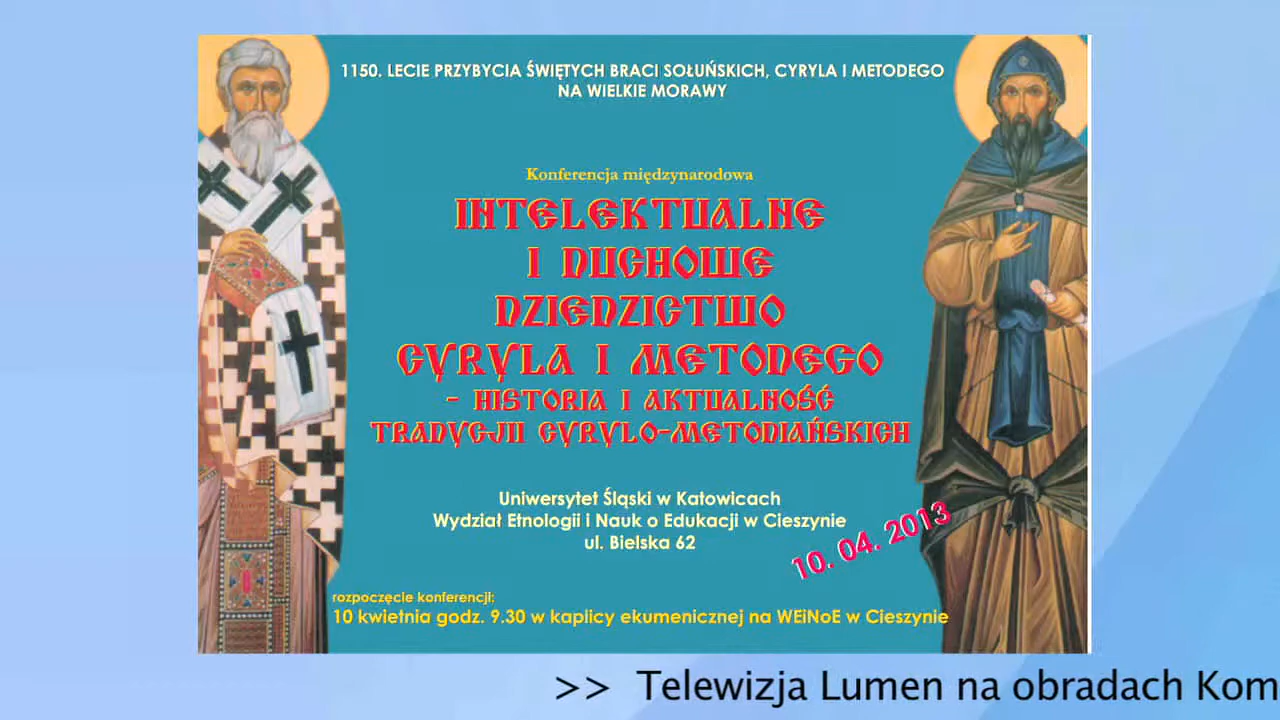 1150. LECIE PRZYBYCIA ŚWIĘTYCH BRACI SOŁUŃSKICH, CYRYLA I METODEGO
NA WIELKIE MORAWY
Konferencja międzynarodowa
INTELEKTUALNE
I DUCHOWE
DZIEDZICTWO
CYRYLA I METODEGO
- HISTORIA I AKTUALNOŚĆ
TRADYCJI CYRYLO-METODIAŃSKICH
Uniwersytet Śląski w Katowicach
Wydział Etnologii i Nauk o Edukacji w Cieszynie
ul. Bielska 62
10. 04. 2013
rozpoczęcie konferencji:
10 kwietnia godz. 9.30 w kaplicy ekumenicznej na WEiNoE w Cieszynie
>> Telewizja Lumen na obradach Kom